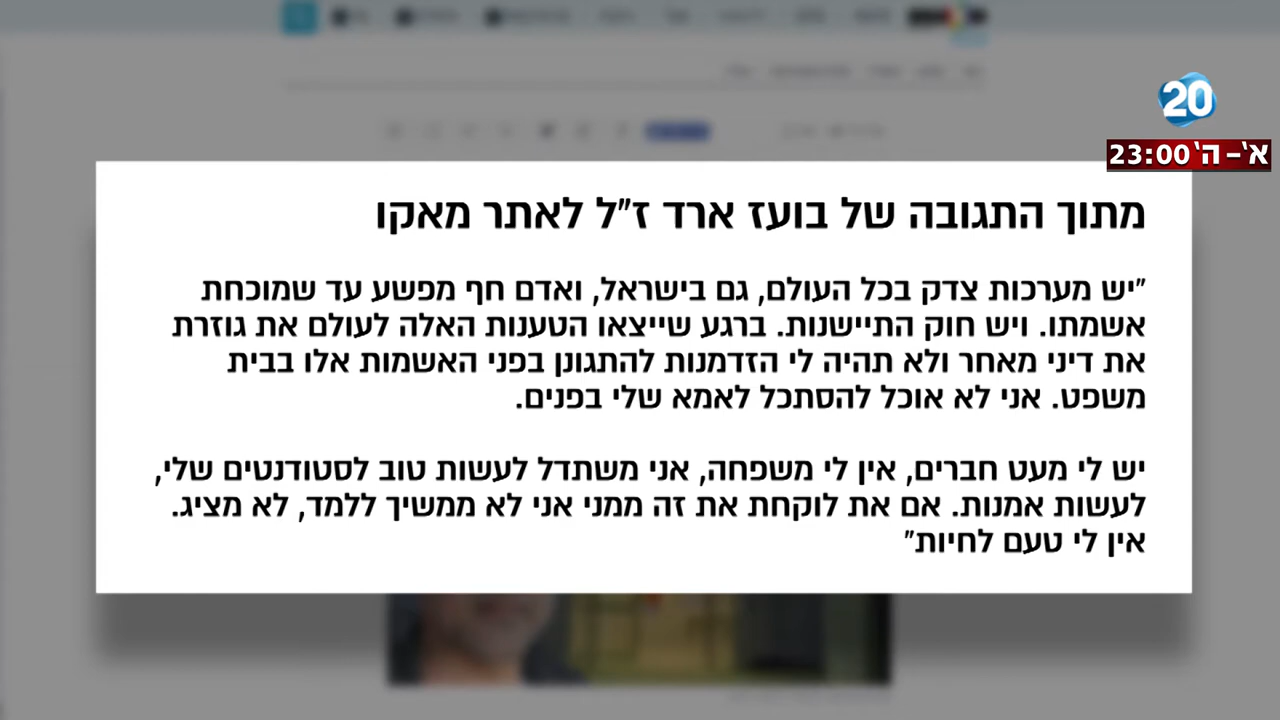 20
א'-ה' 23:00
מתוך התגובה של בועז ארד ז"ל לאתר מאקו
"יש מערכות צדק בכל העולם, גם בישראל, ואדם חף מפשע עד שמוכחת
אשמתו. ויש חוק התיישנות. ברגע שייצאו הטענות האלה לעולם את גוזרת
את דיני מאחר ולא תהיה לי הזדמנות להתגונן בפני האשמות אלו בבית
משפט. אני לא אוכל להסתכל לאמא שלי בפנים.
יש לי מעט חברים, אין לי משפחה, אני משתדל לעשות טוב לסטודנטים שלי,
לעשות אמנות. אם את לוקחת את זה ממני אני לא ממשיך ללמד, לא מציג.
אין לי טעם לחיות"